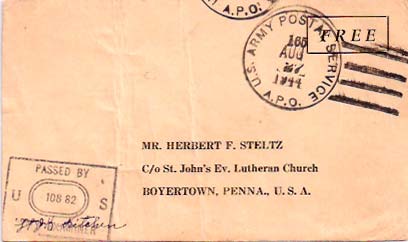 A.P.O.
U.S. ARMY POSTAL SERVICE
165
AUG
27
1944
A.P.O.
FREE
MR. HERBERT F. STELTZ
C/o St. John's Ev. Lutheran Church
BOYERTOWN, PENNA., U. S. A.
PASSED BY
U 108 82 S